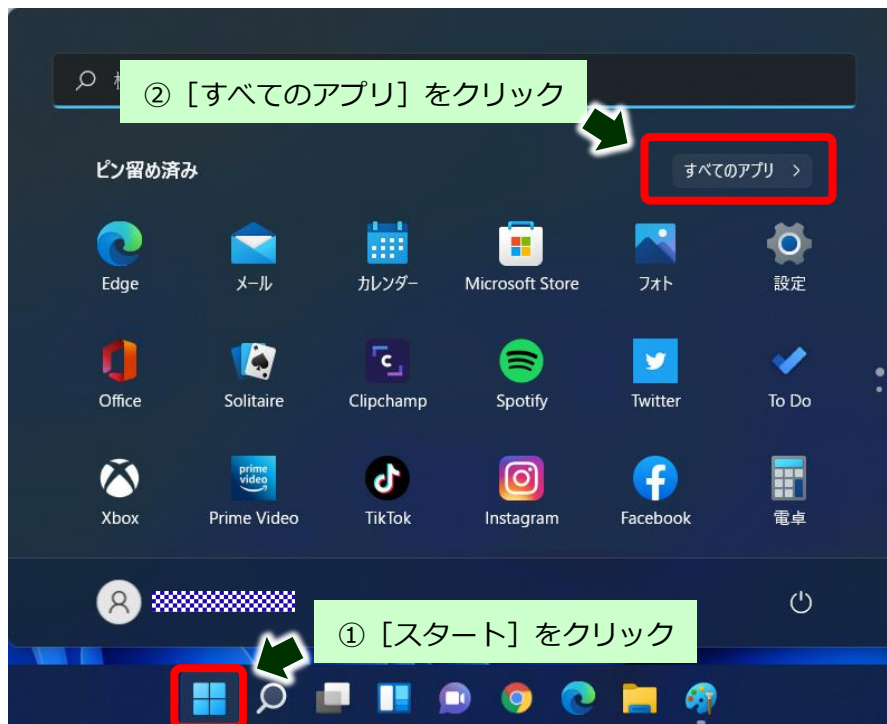 ②［すべてのアプリ］をクリック
ピン留め済み
すべてのアプリ >
Edge
メール
カレンダー
Microsoft Store
フォト
設定
Office
Solitaire
Clipchamp
Spotify
Twitter
To Do
Xbox
prime video
Prime Video
TikTok
Instagram
Facebook
電卓
①［スタート］をクリック